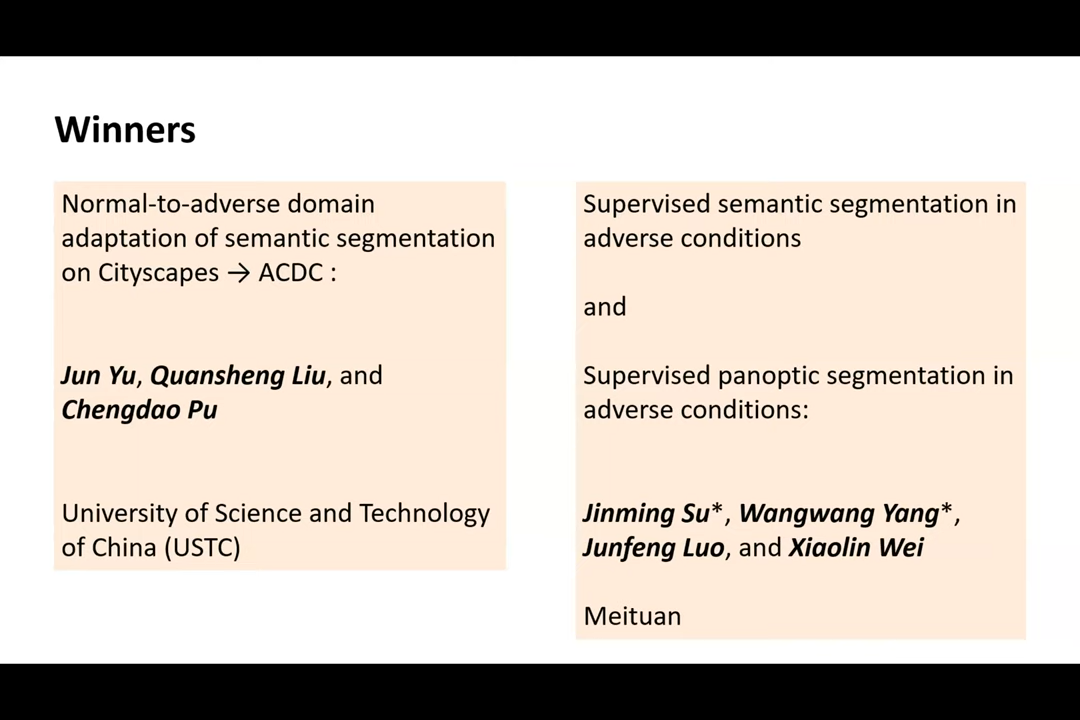 Winners
Normal-to-adverse domain
adaptation of semantic segmentation
on Cityscapes → ACDC :
Jun Yu, Quansheng Liu, and
Chengdao Pu
University of Science and Technology
of China (USTC)
Supervised semantic segmentation in
adverse conditions
and
Supervised panoptic segmentation in
adverse conditions:
Jinming Su*, Wangwang Yang*,
Junfeng Luo, and Xiaolin Wei
Meituan